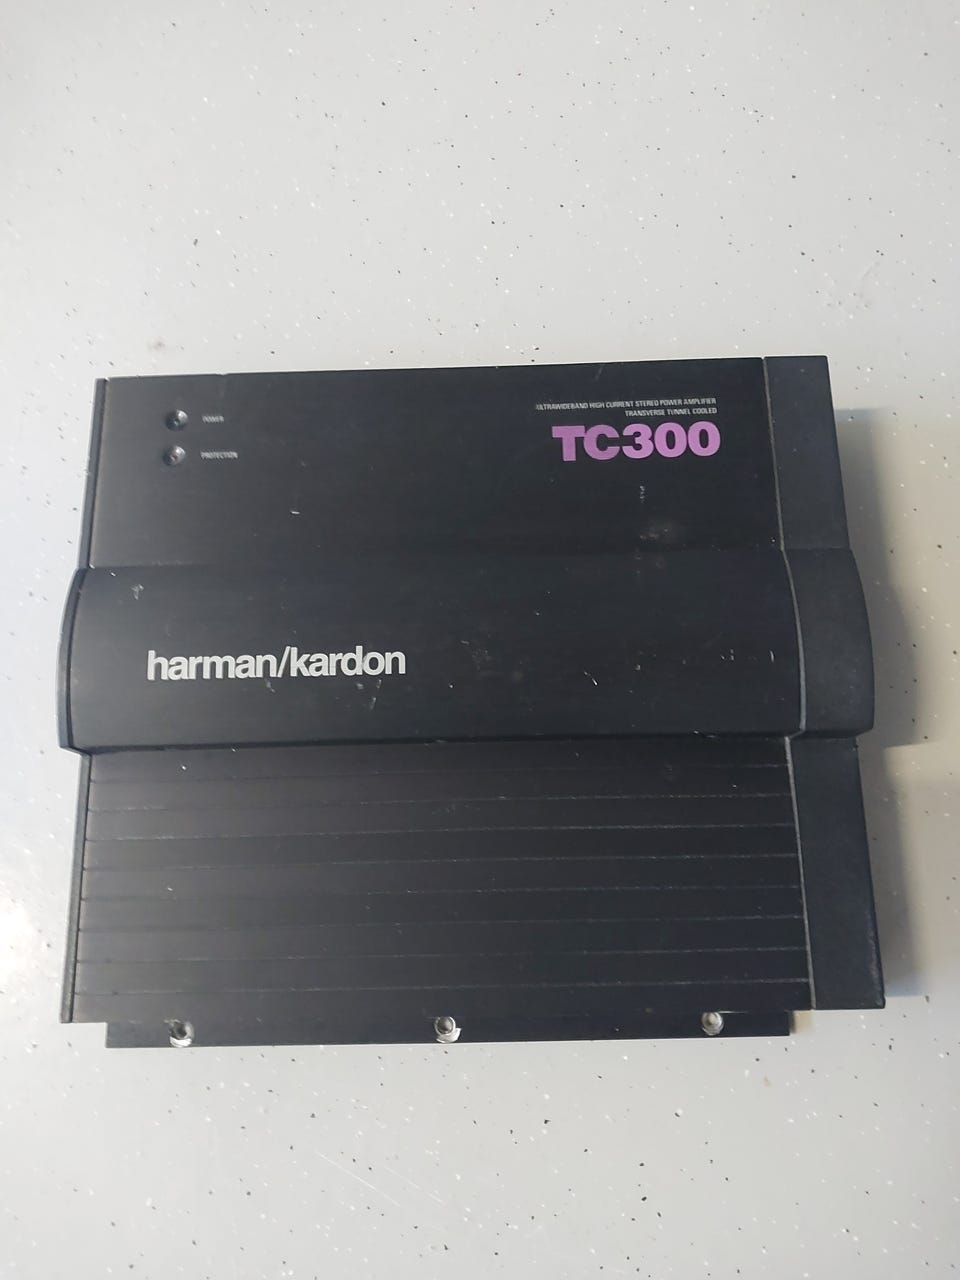 POWER
PROTECTION
ULTRAWIDEBAND HIGH CURRENT STEREO POWER AMPLIFIER
TRANSVERSE TUNNEL COOLED
TC300
harman/kardon